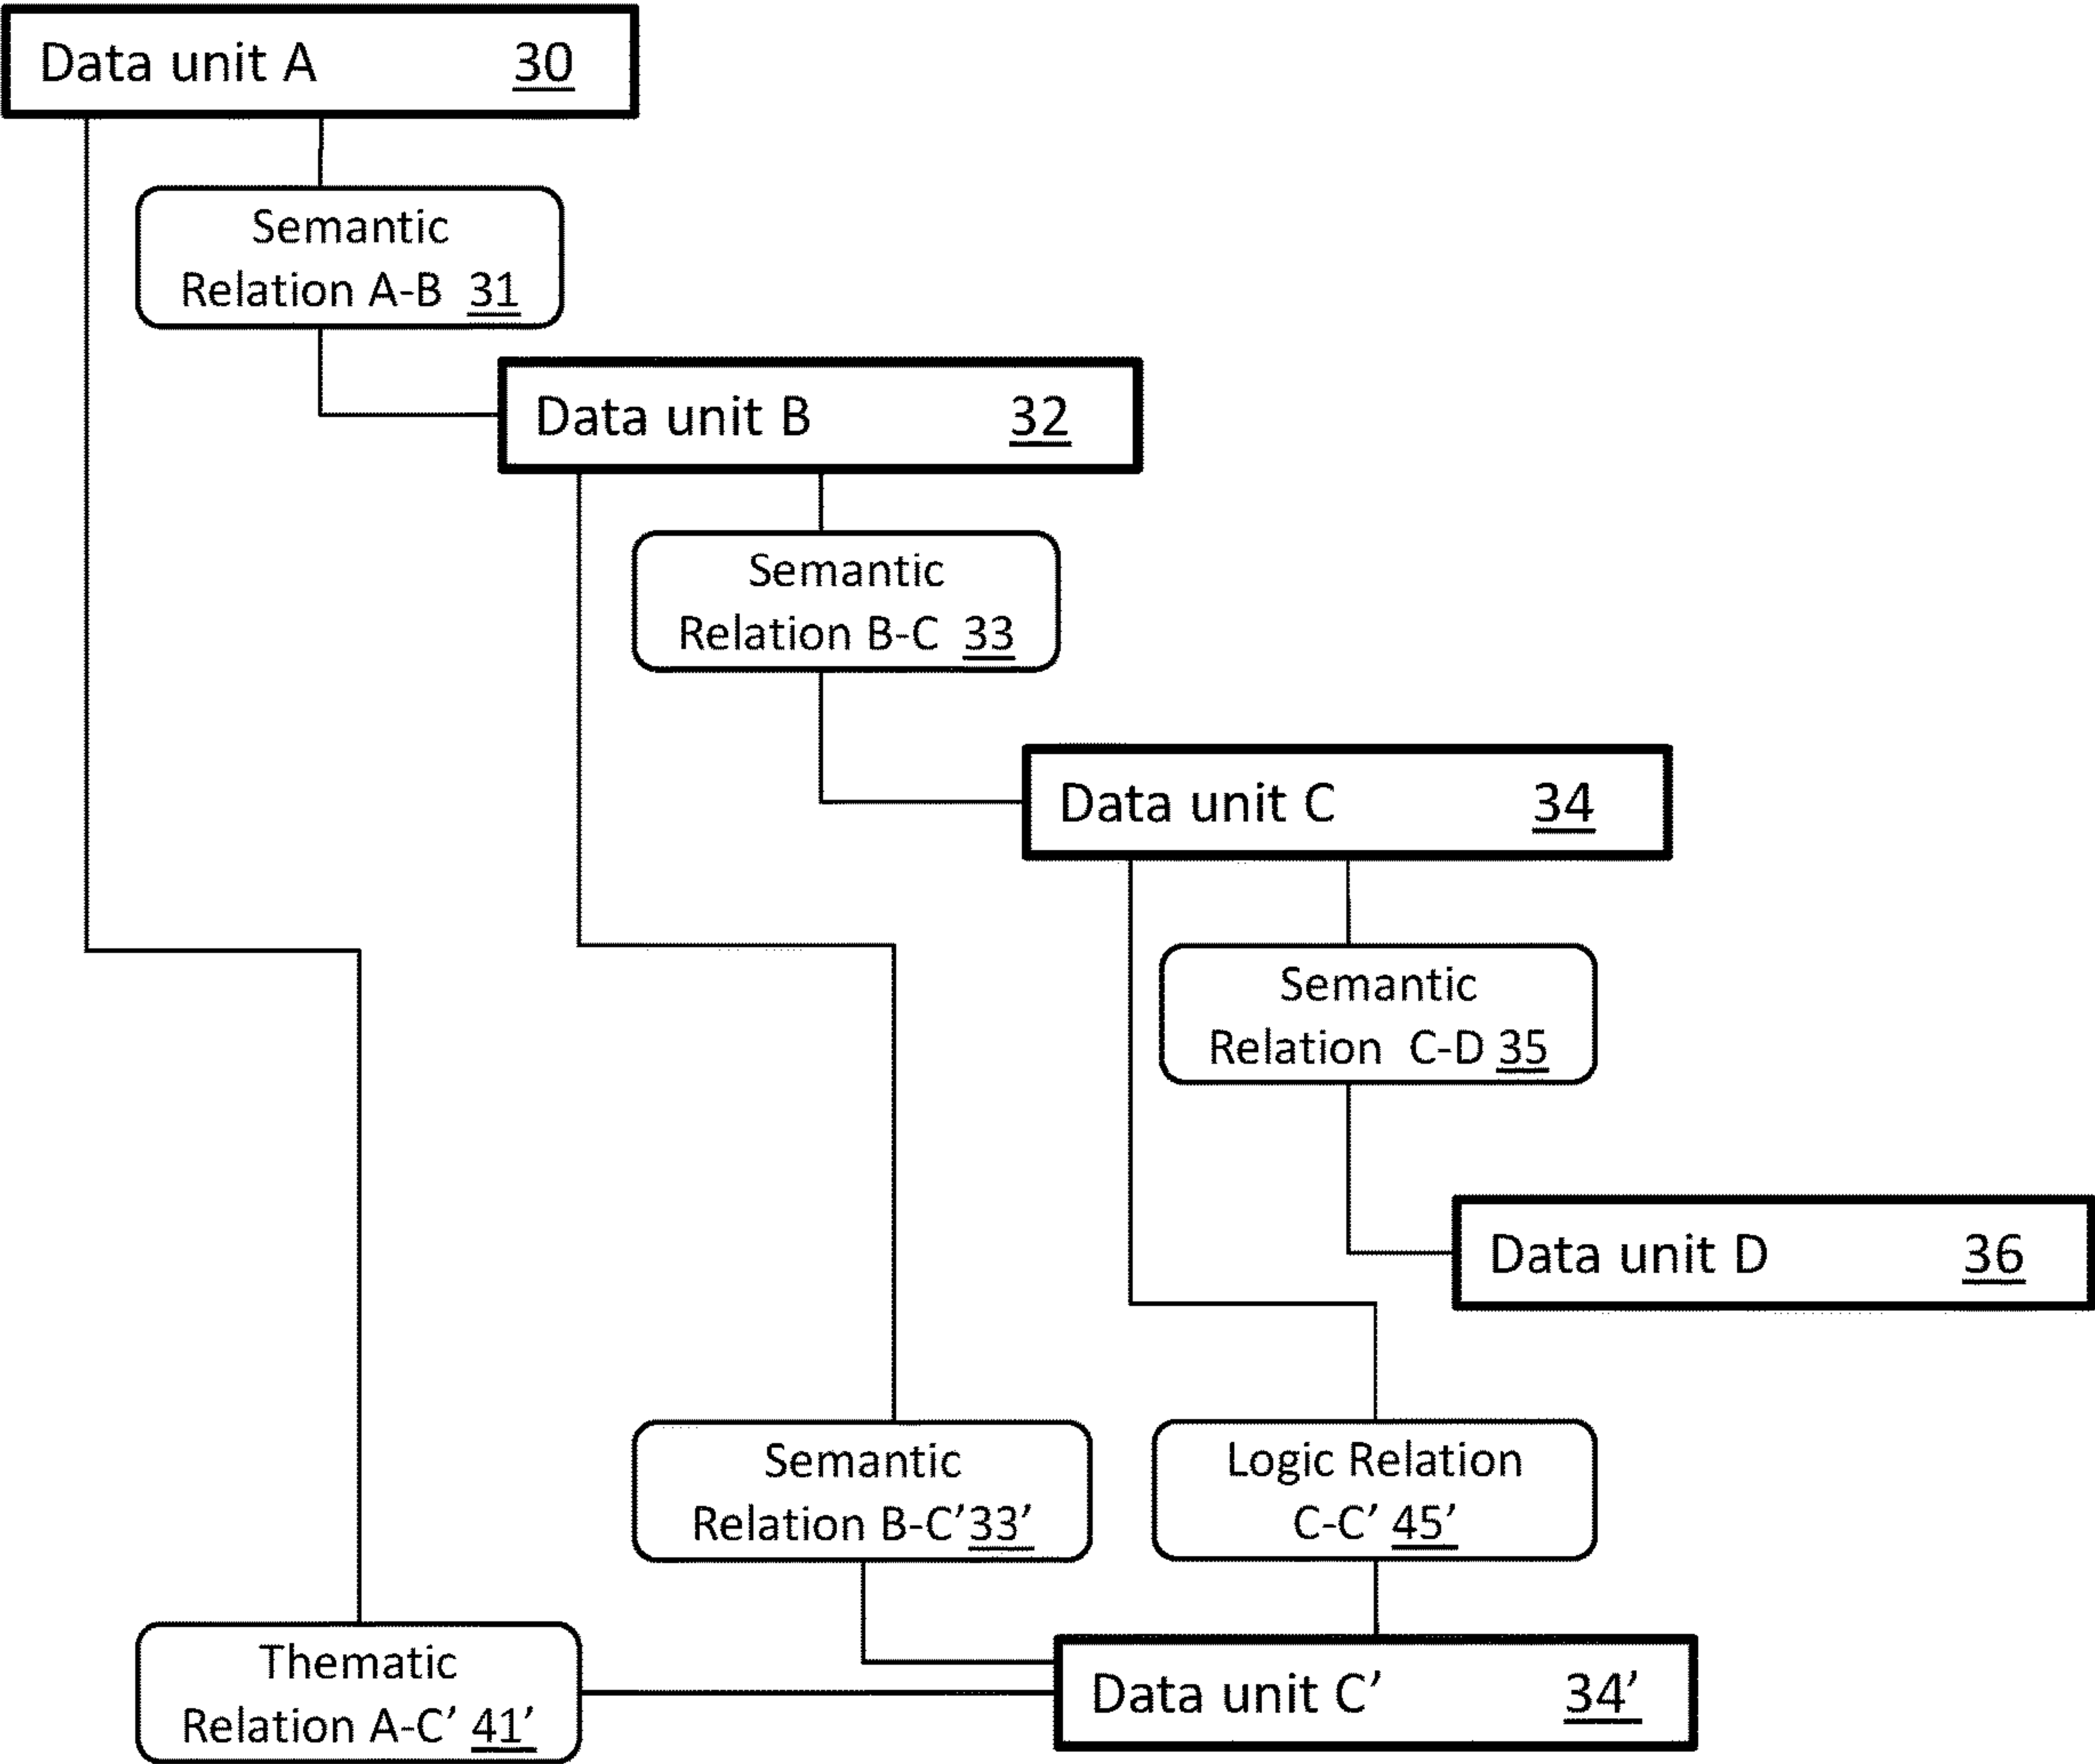 Data unit A 30
Semantic
Relation A-B 31
Data unit B 32
Semantic
Relation B-C 33
Data unit C 34
Semantic
Relation C-D 35
Data unit D 36
Semantic
Relation B-C’33’
Logic Relation
C-C’ 45’
Thematic
Relation A-C’ 41’
Data unit C’ 34’